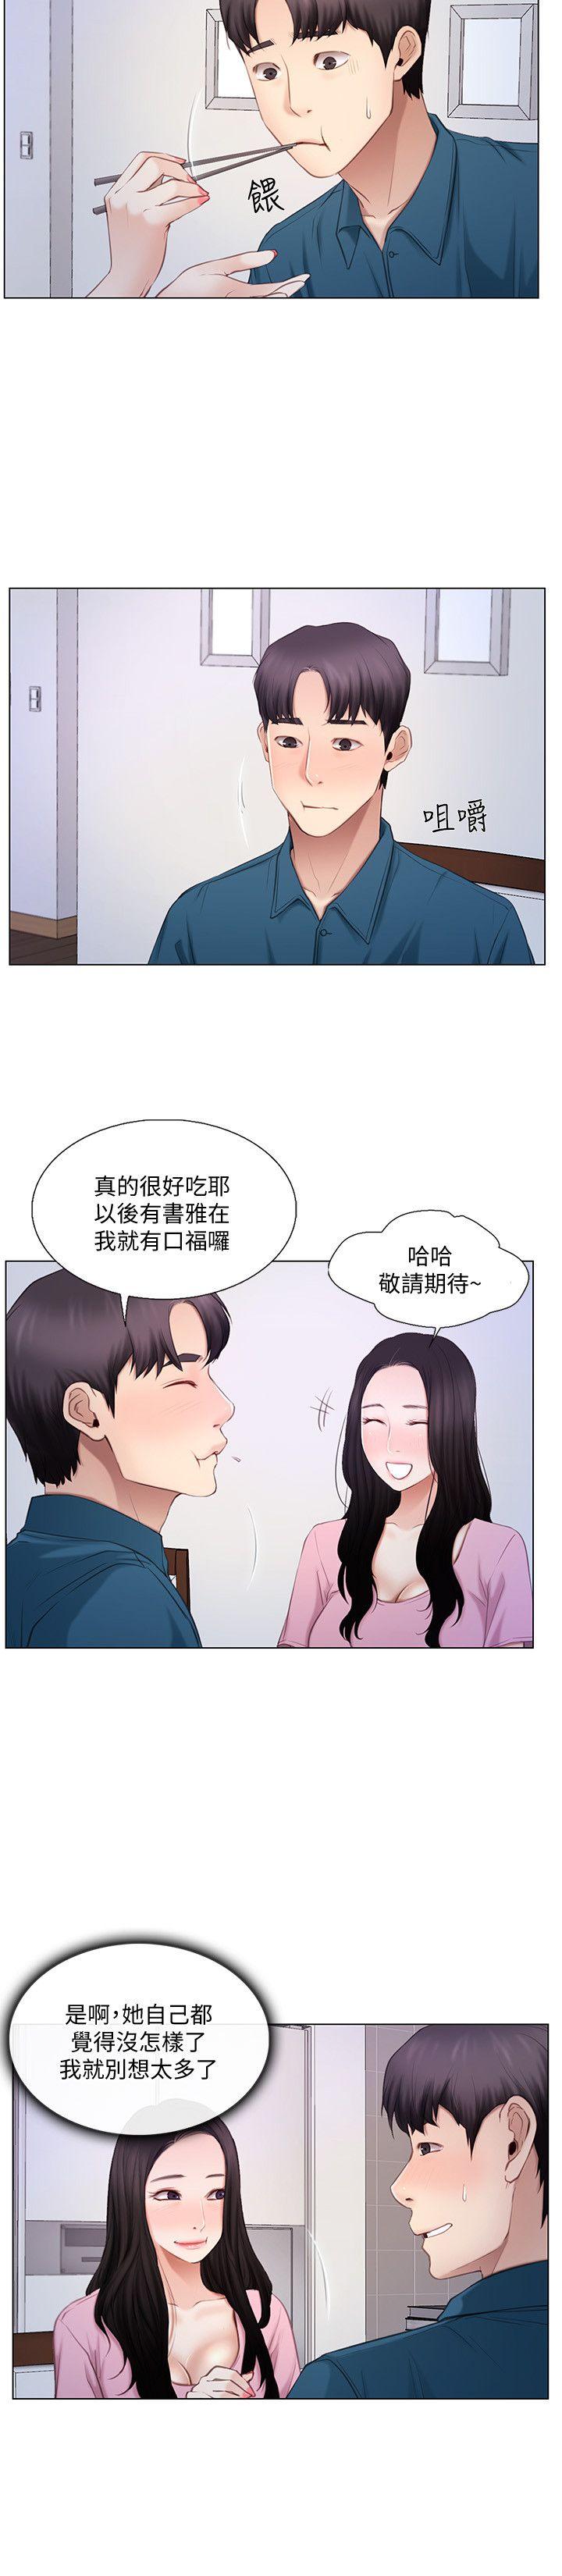 餵
咀嚼
真的很好吃耶
以後有書雅在
我就有口福囉
哈哈
敬請期待~
是啊,她自己都
覺得沒怎樣了
我就別想太多了